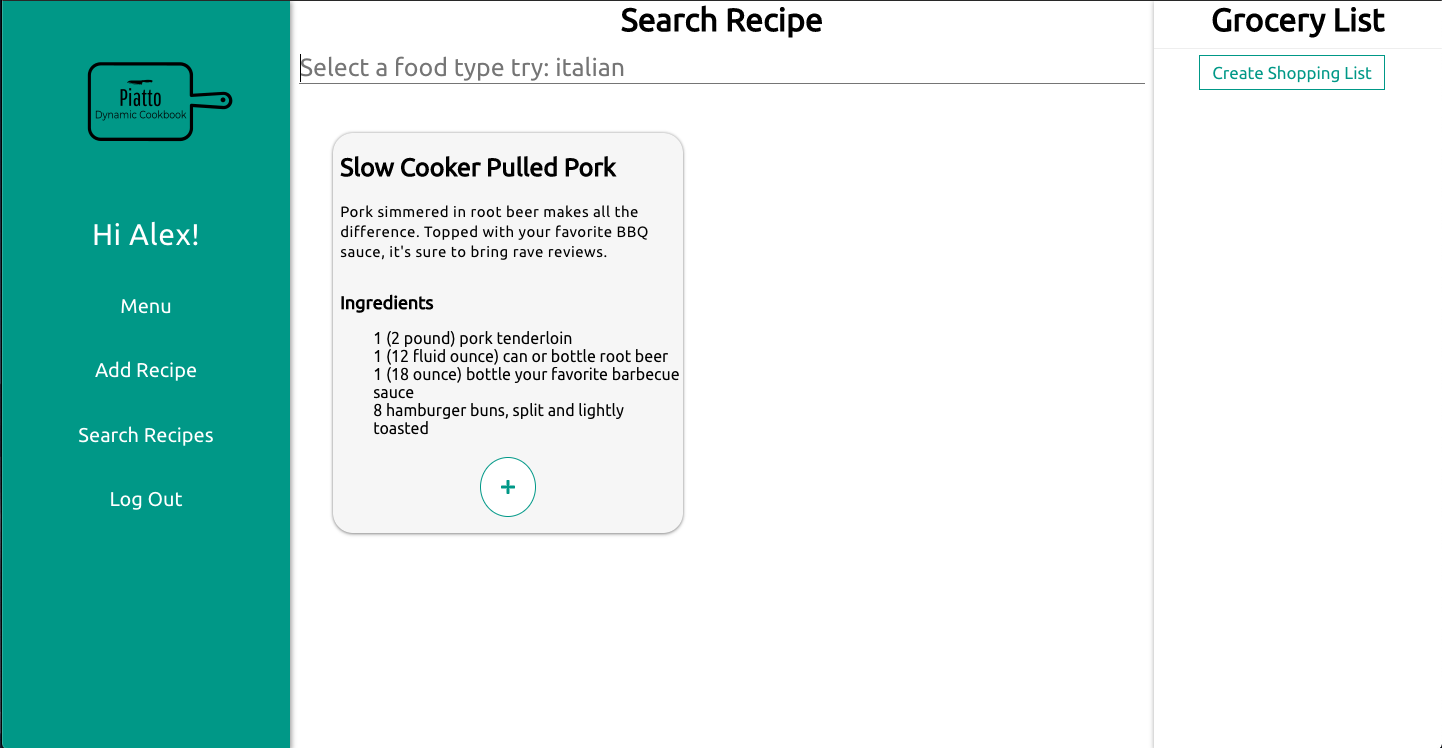 Piatto
Dynamic Cookbook
Hi Alex!
Menu
Add Recipe
Search Recipes
Log Out
Search Recipe
Select a food type try: italian
Slow Cooker Pulled Pork
Pork simmered in root beer makes all the
difference. Topped with your favorite BBQ
sauce, it's sure to bring rave reviews.
Ingredients
1 (2 pound) pork tenderloin
1 (12 fluid ounce) can or bottle root beer
1 (18 ounce) bottle your favorite barbecue
sauce
8 hamburger buns, split and lightly
toasted
+
Grocery List
Create Shopping List